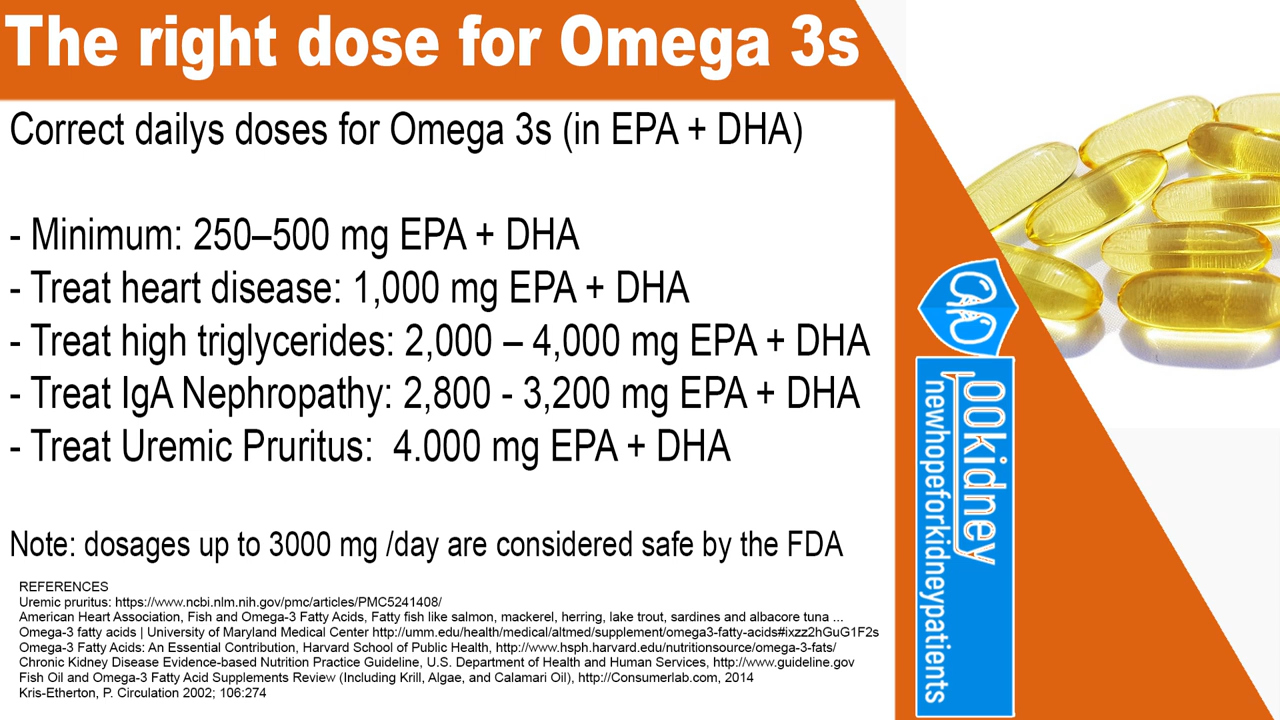 The right dose for Omega 3s
Correct dailys doses for Omega 3s (in EPA + DHA)
- Minimum: 250–500 mg EPA + DHA
- Treat heart disease: 1,000 mg EPA + DHA
- Treat high triglycerides: 2,000 – 4,000 mg EPA + DHA
- Treat IgA Nephropathy: 2,800 - 3,200 mg EPA + DHA
- Treat Uremic Pruritus:  4.000 mg EPA + DHA
Note: dosages up to 3000 mg /day are considered safe by the FDA
REFERENCES
Uremic pruritus: https://www.ncbi.nlm.nih.gov/pmc/articles/PMC5241408/
American Heart Association, Fish and Omega-3 Fatty Acids, Fatty fish like salmon, mackerel, herring, lake trout, sardines and albacore tuna ...
Omega-3 fatty acids | University of Maryland Medical Center http://umm.edu/health/medical/altmed/supplement/omega3-fatty-acids#ixzz2hGuG1F2s
Omega-3 Fatty Acids: An Essential Contribution, Harvard School of Public Health, http://www.hsph.harvard.edu/nutritionsource/omega-3-fats/
Chronic Kidney Disease Evidence-based Nutrition Practice Guideline, U.S. Department of Health and Human Services, http://www.guideline.gov
Fish Oil and Omega-3 Fatty Acid Supplements Review (Including Krill, Algae, and Calamari Oil), http://Consumerlab.com, 2014
Kris-Etherton, P. Circulation 2002; 106:274
100kidney
newhopeforkidneypatients